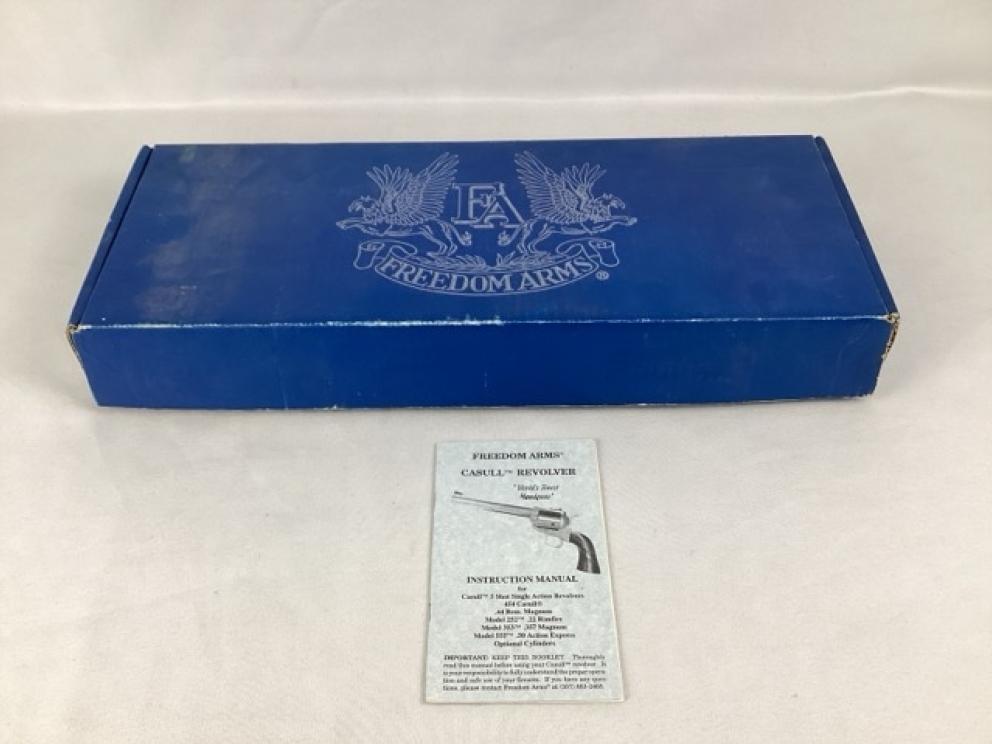 FA
FREEDOM ARMS®
FREEDOM ARMS®
CASULL™ REVOLVER
"World's Finest
Handguns"
INSTRUCTION MANUAL
for
Casull™ 5 Shot Single Action Revolvers
454 Casull®
.44 Rem. Magnum
Model 252™ .22 Rimfire
Model 353™ .357 Magnum
Model 555™ .50 Action Express
Optional Cylinders
IMPORTANT: KEEP THIS BOOKLET. Thoroughly
read this manual before using your Casull™ revolver. It
is your responsibility to fully understand the proper opera-
tion and safe use of your firearm. If you have any ques-
tions, please contact Freedom Arms® at (307) 883-2468.